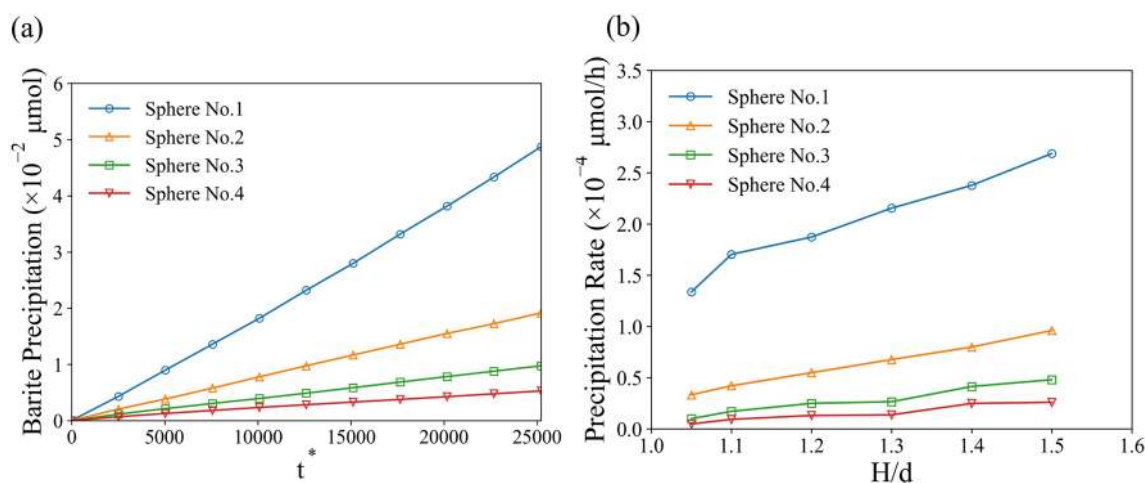 (a)
Barite Precipitation (×10⁻² μmol)
6
5
4
3
2
1
0
Sphere No.1
Sphere No.2
Sphere No.3
Sphere No.4
0 5000 10000 15000 20000 25000
t*
(b)
Precipitation Rate (×10⁻⁴ μmol/h)
3.5
3.0
2.5
2.0
1.5
1.0
0.5
0.0
Sphere No.1
Sphere No.2
Sphere No.3
Sphere No.4
1.0 1.1 1.2 1.3 1.4 1.5 1.6
H/d